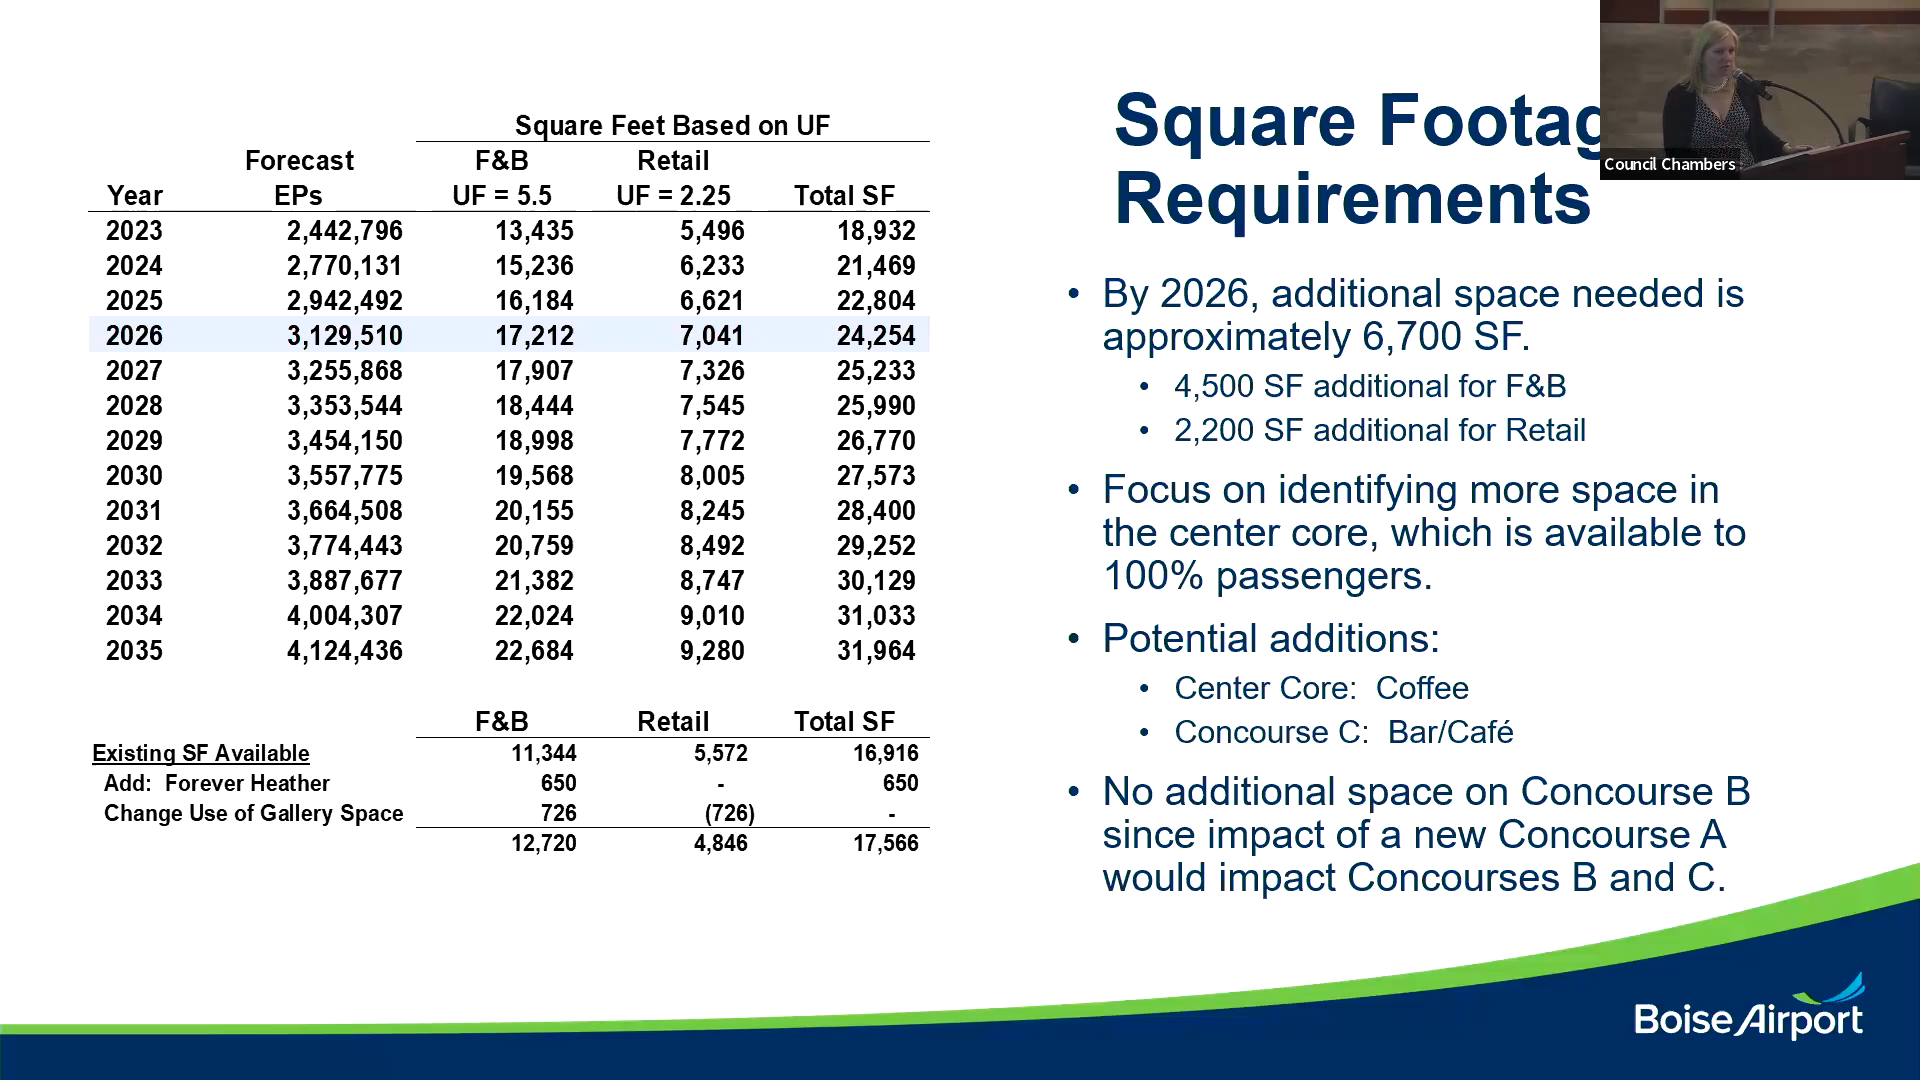 Square Feet Based on UF
Forecast F&B Retail
Year EPs UF = 5.5 UF = 2.25 Total SF
2023 2,442,796 13,435 5,496 18,932
2024 2,770,131 15,236 6,233 21,469
2025 2,942,492 16,184 6,621 22,804
2026 3,129,510 17,212 7,041 24,254
2027 3,255,868 17,907 7,326 25,233
2028 3,353,544 18,444 7,545 25,990
2029 3,454,150 18,998 7,772 26,770
2030 3,557,775 19,568 8,005 27,573
2031 3,664,508 20,155 8,245 28,400
2032 3,774,443 20,759 8,492 29,252
2033 3,887,677 21,382 8,747 30,129
2034 4,004,307 22,024 9,010 31,033
2035 4,124,436 22,684 9,280 31,964
F&B Retail Total SF
Existing SF Available 11,344 5,572 16,916
Add: Forever Heather 650 - 650
Change Use of Gallery Space 726 (726) -
12,720 4,846 17,566
Square Footag
Requirements
Council Chambers
• By 2026, additional space needed is
approximately 6,700 SF.
• 4,500 SF additional for F&B
• 2,200 SF additional for Retail
• Focus on identifying more space in
the center core, which is available to
100% passengers.
• Potential additions:
• Center Core: Coffee
• Concourse C: Bar/Café
• No additional space on Concourse B
since impact of a new Concourse A
would impact Concourses B and C.
Boise Airport